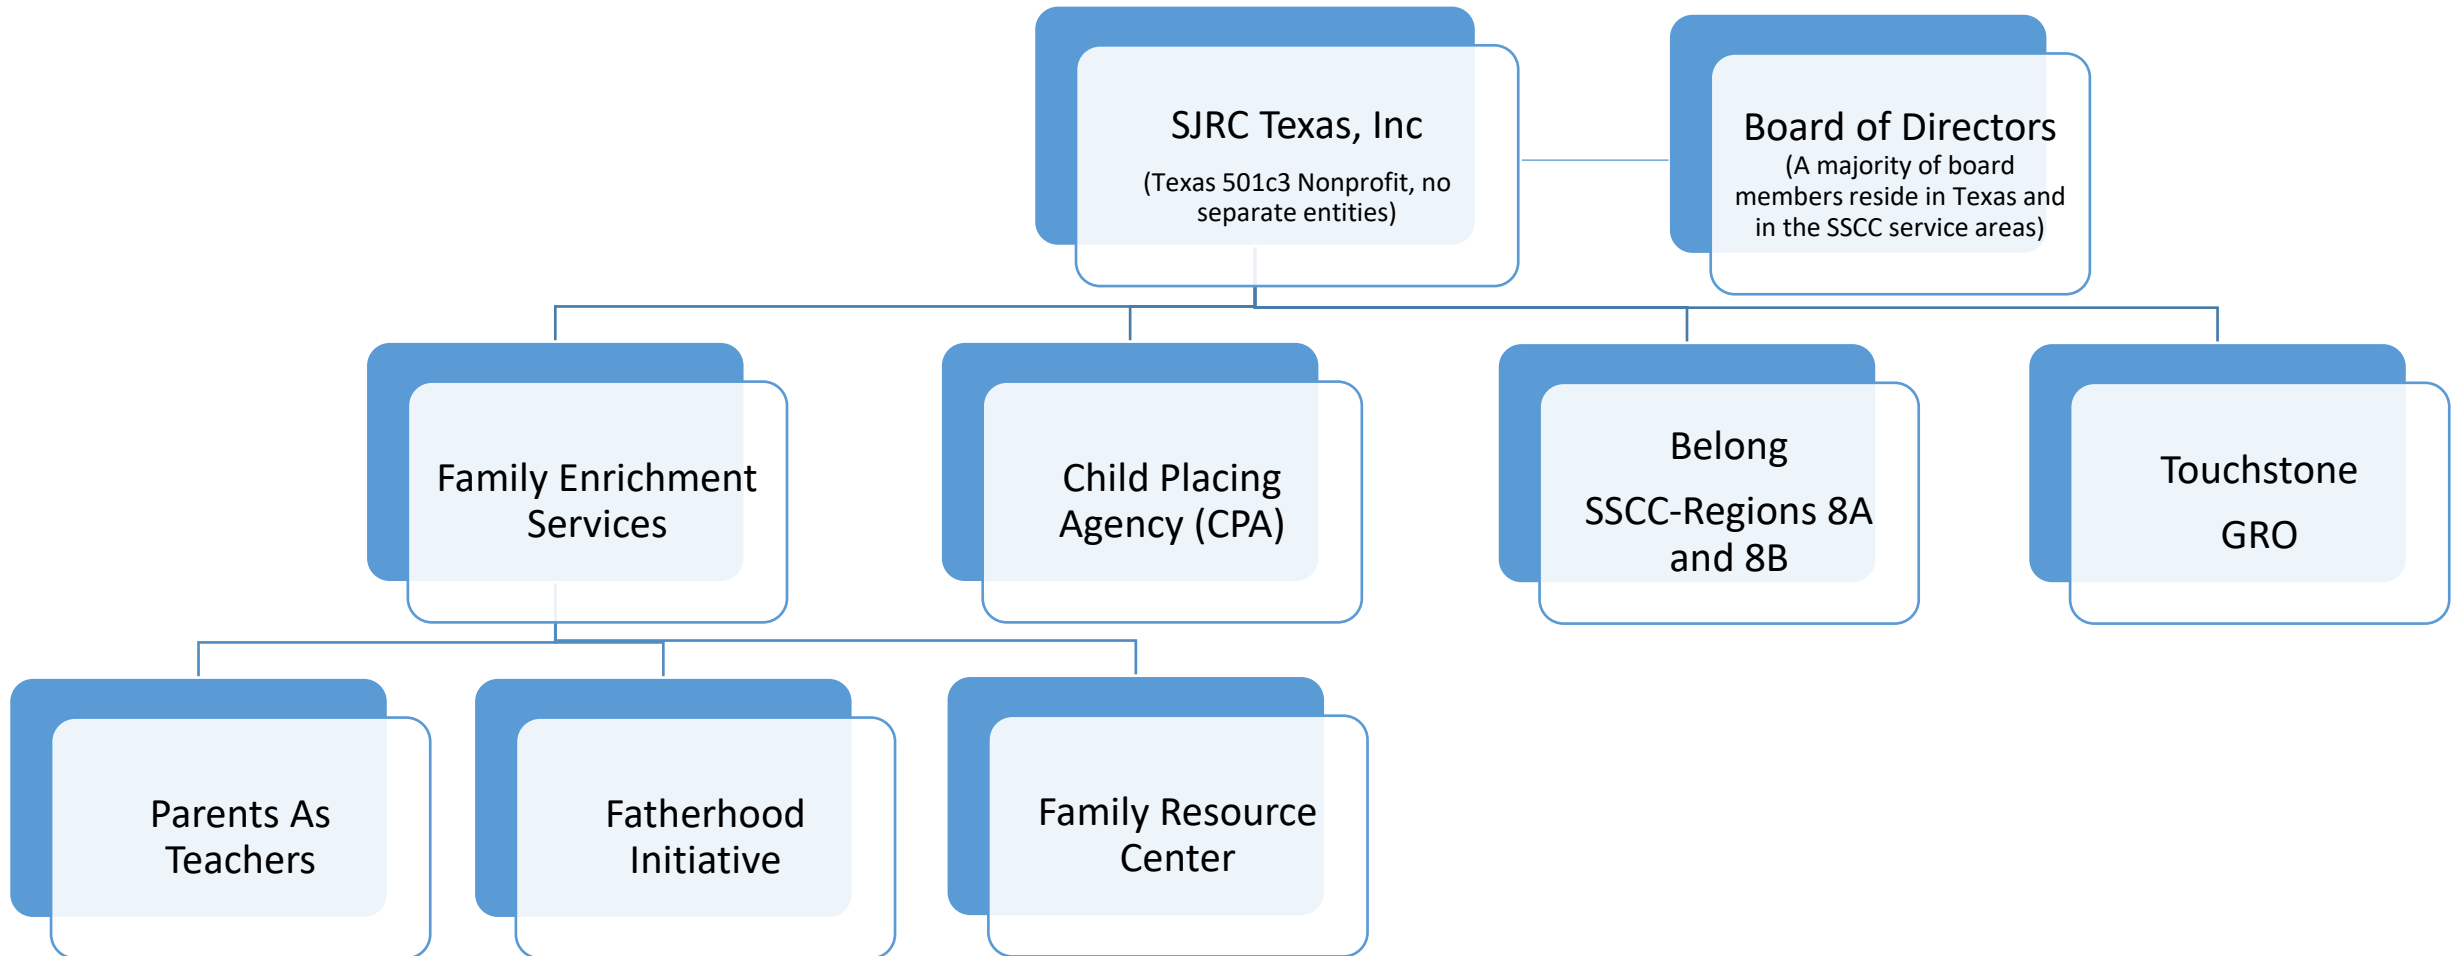 SJRC Texas, Inc
(Texas 501c3 Nonprofit, no
separate entities)
Board of Directors
(A majority of board
members reside in Texas and
in the SSCC service areas)
Family Enrichment
Services
Child Placing
Agency (CPA)
Belong
SSCC-Regions 8A
and 8B
Touchstone
GRO
Parents As
Teachers
Fatherhood
Initiative
Family Resource
Center